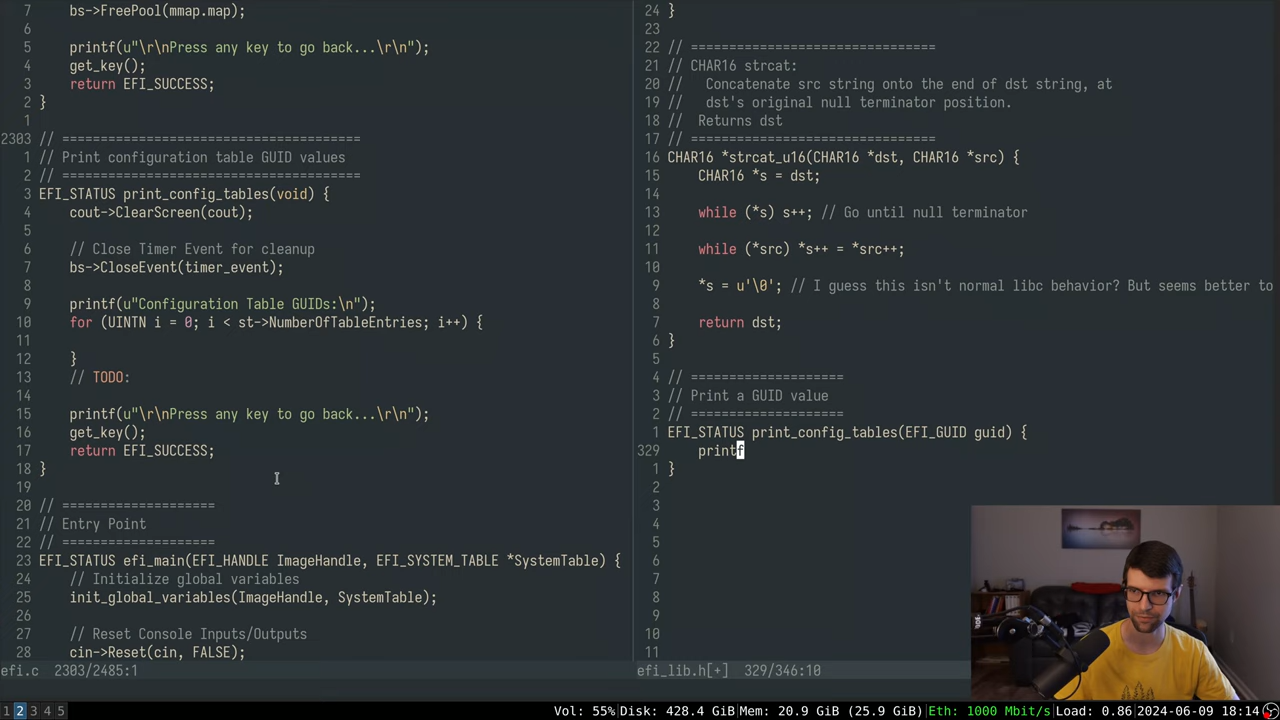 7 bs->FreePool(mmap.map);
6
5 printf(u"\r\nPress any key to go back...\r\n");
4 get_key();
3 return EFI_SUCCESS;
2 }
1
2303 // =======================================
1 // Print configuration table GUID values
2 // =======================================
3 EFI_STATUS print_config_tables(void) {
4 cout->ClearScreen(cout);
5
6 // Close Timer Event for cleanup
7 bs->CloseEvent(timer_event);
8
9 printf(u"Configuration Table GUIDs:\n");
10 for (UINTN i = 0; i < st->NumberOfTableEntries; i++) {
11
12 }
13 // TODO:
14
15 printf(u"\r\nPress any key to go back...\r\n");
16 get_key();
17 return EFI_SUCCESS;
18 }
19
20 // ====================
21 // Entry Point
22 // ====================
23 EFI_STATUS efi_main(EFI_HANDLE ImageHandle, EFI_SYSTEM_TABLE *SystemTable) {
24 // Initialize global variables
25 init_global_variables(ImageHandle, SystemTable);
26
27 // Reset Console Inputs/Outputs
28 cin->Reset(cin, FALSE);
efi.c 2303/2485:1
24 }
23
22 // ================================
21 // CHAR16 strcat:
20 // Concatenate src string onto the end of dst string, at
19 // dst's original null terminator position.
18 // Returns dst
17 // ================================
16 CHAR16 *strcat_u16(CHAR16 *dst, CHAR16 *src) {
15 CHAR16 *s = dst;
14
13 while (*s) s++; // Go until null terminator
12
11 while (*src) *s++ = *src++;
10
9 *s = u'\0'; // I guess this isn't normal libc behavior? But seems better to
8
7 return dst;
6 }
5
4 // ====================
3 // Print a GUID value
2 // ====================
1 EFI_STATUS print_config_tables(EFI_GUID guid) {
329 printf
1 }
2
3
4
5
6
7
8
9
10
11
efi_lib.h[+] 329/346:10
1 2 3 4 5
Vol: 55% Disk: 428.4 GiB Mem: 20.9 GiB (25.9 GiB) Eth: 1000 Mbit/s Load: 0.86 2024-06-09 18:14